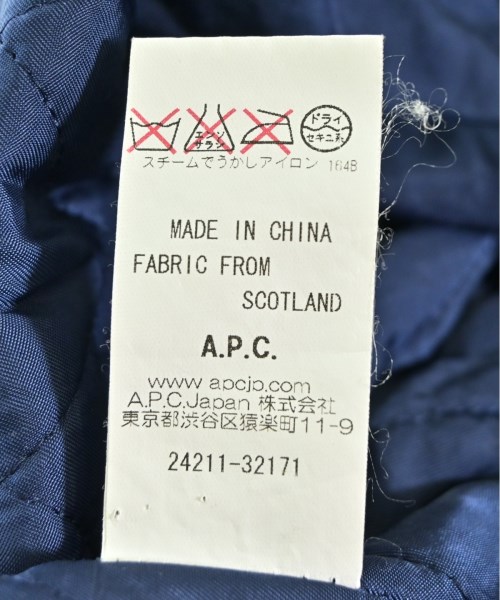 エンソ
サラシ
ドライ
セキユ系
スチームでうかしアイロン 164B
MADE IN CHINA
FABRIC FROM
SCOTLAND
A.P.C.
www.apcjp.com
A.P.C.Japan 株式会社
東京都渋谷区猿楽町11-9
24211-32171